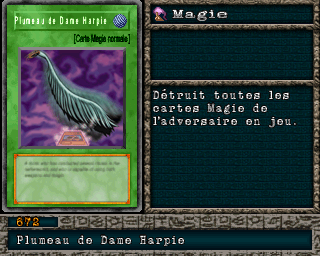 Plumeau de Dame Harpie
[Carte Magie normale]
Magie
Détruit toutes les
cartes Magie de
l'adversaire en jeu.
672
Plumeau de Dame Harpie